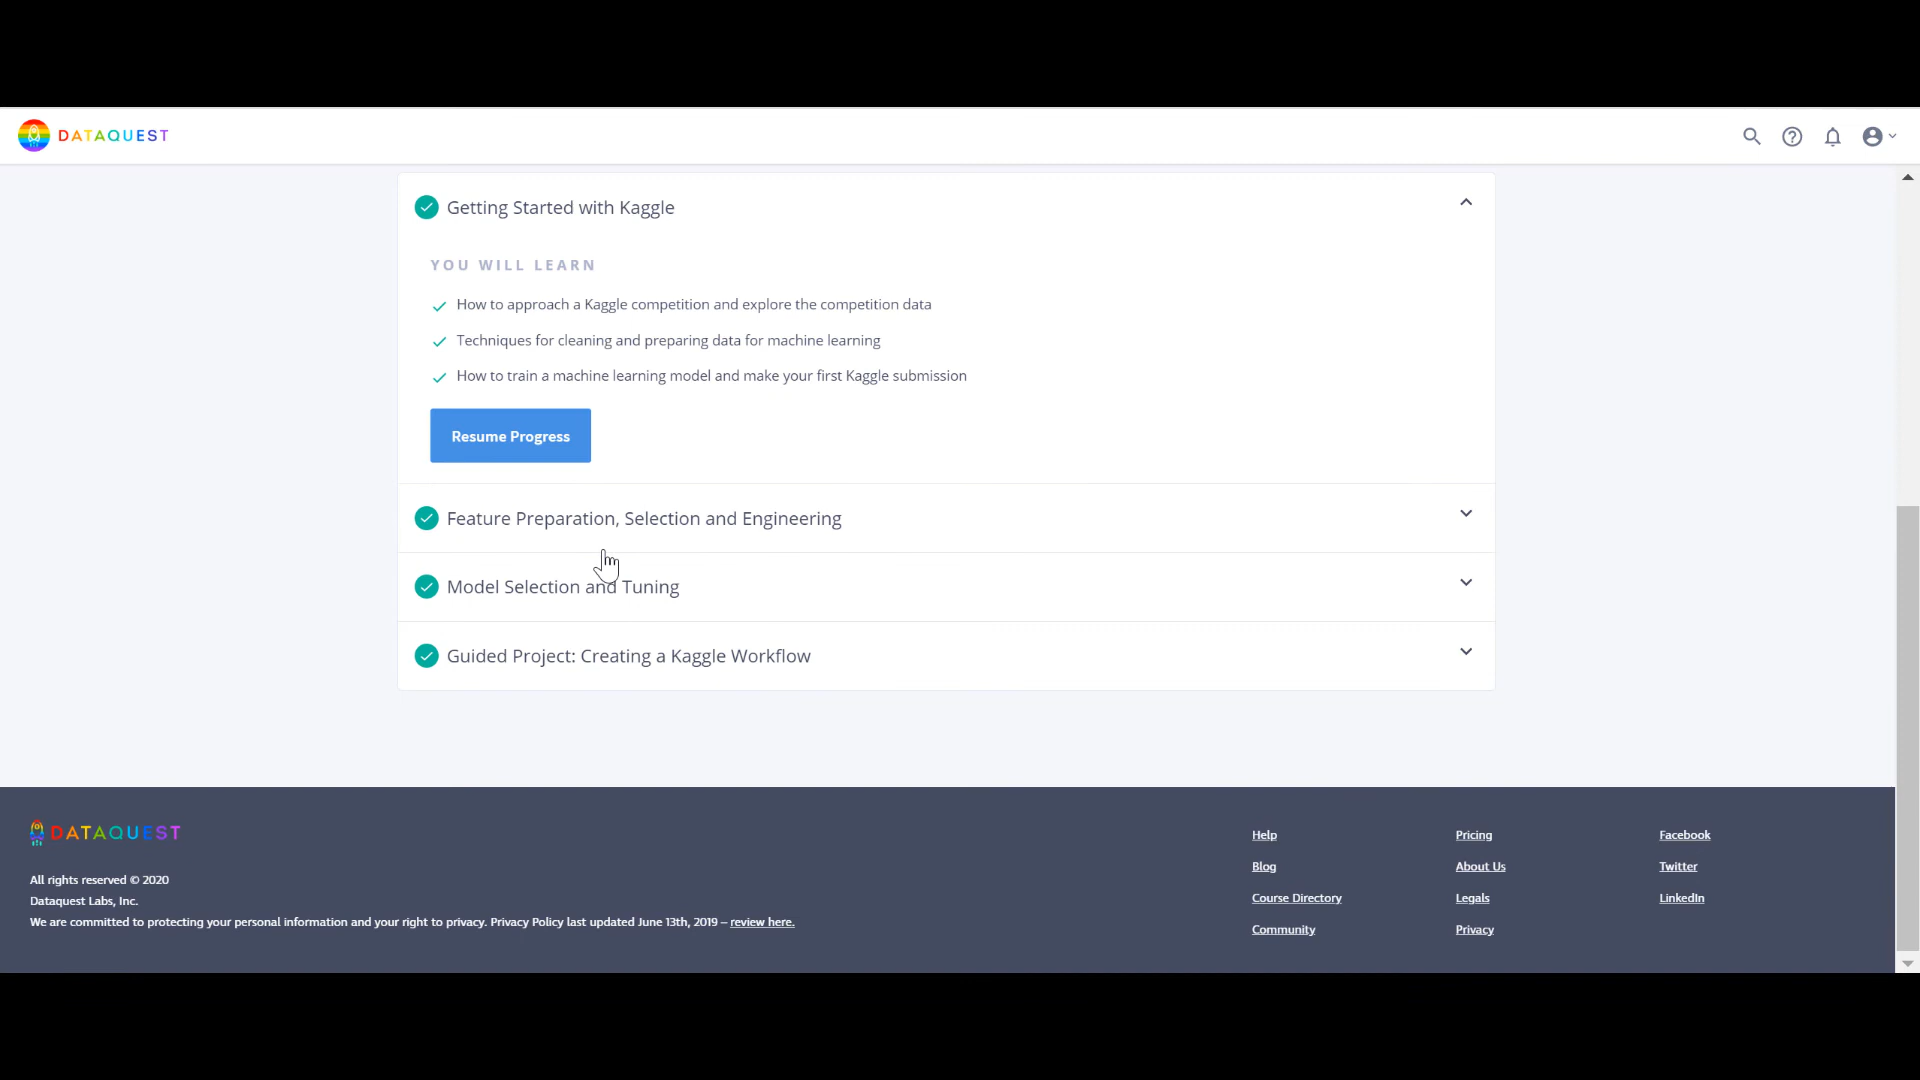 DATAQUEST
Getting Started with Kaggle
YOU WILL LEARN
How to approach a Kaggle competition and explore the competition data
Techniques for cleaning and preparing data for machine learning
How to train a machine learning model and make your first Kaggle submission
Resume Progress
Feature Preparation, Selection and Engineering
Model Selection and Tuning
Guided Project: Creating a Kaggle Workflow
DATAQUEST
All rights reserved © 2020
Dataquest Labs, Inc.
We are committed to protecting your personal information and your right to privacy. Privacy Policy last updated June 13th, 2019 – review here.
Help
Blog
Course Directory
Community
Pricing
About Us
Legals
Privacy
Facebook
Twitter
LinkedIn